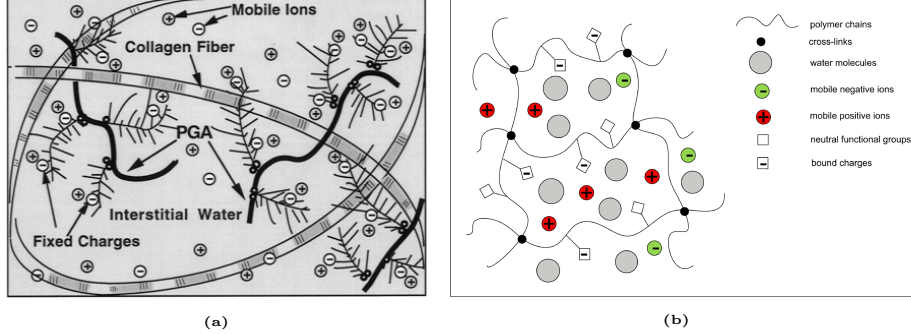 Mobile Ions
Collagen Fiber
PGA
Interstitial Water
Fixed Charges
(a)
polymer chains
cross-links
water molecules
mobile negative ions
mobile positive ions
neutral functional groups
bound charges
(b)